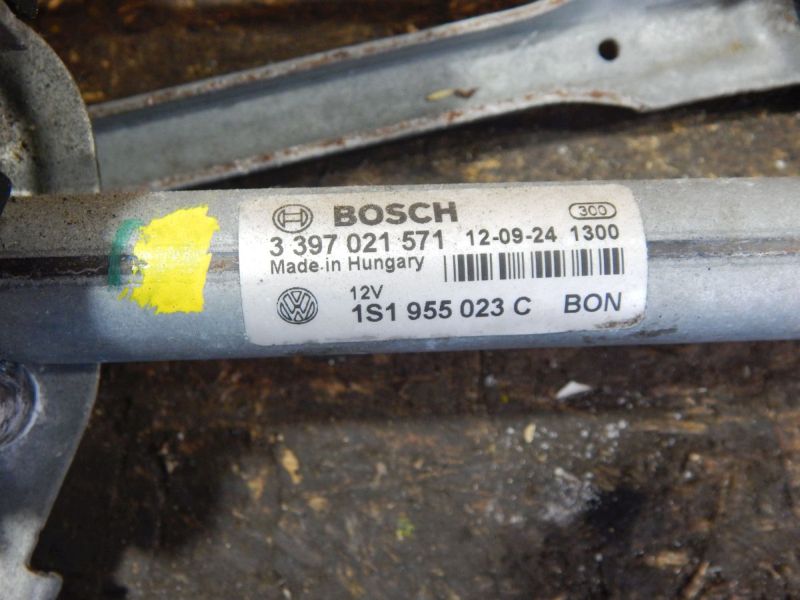 BOSCH 300
3 397 021 571 12-09-24 1300
Made in Hungary
12V
1S1 955 023 C BON